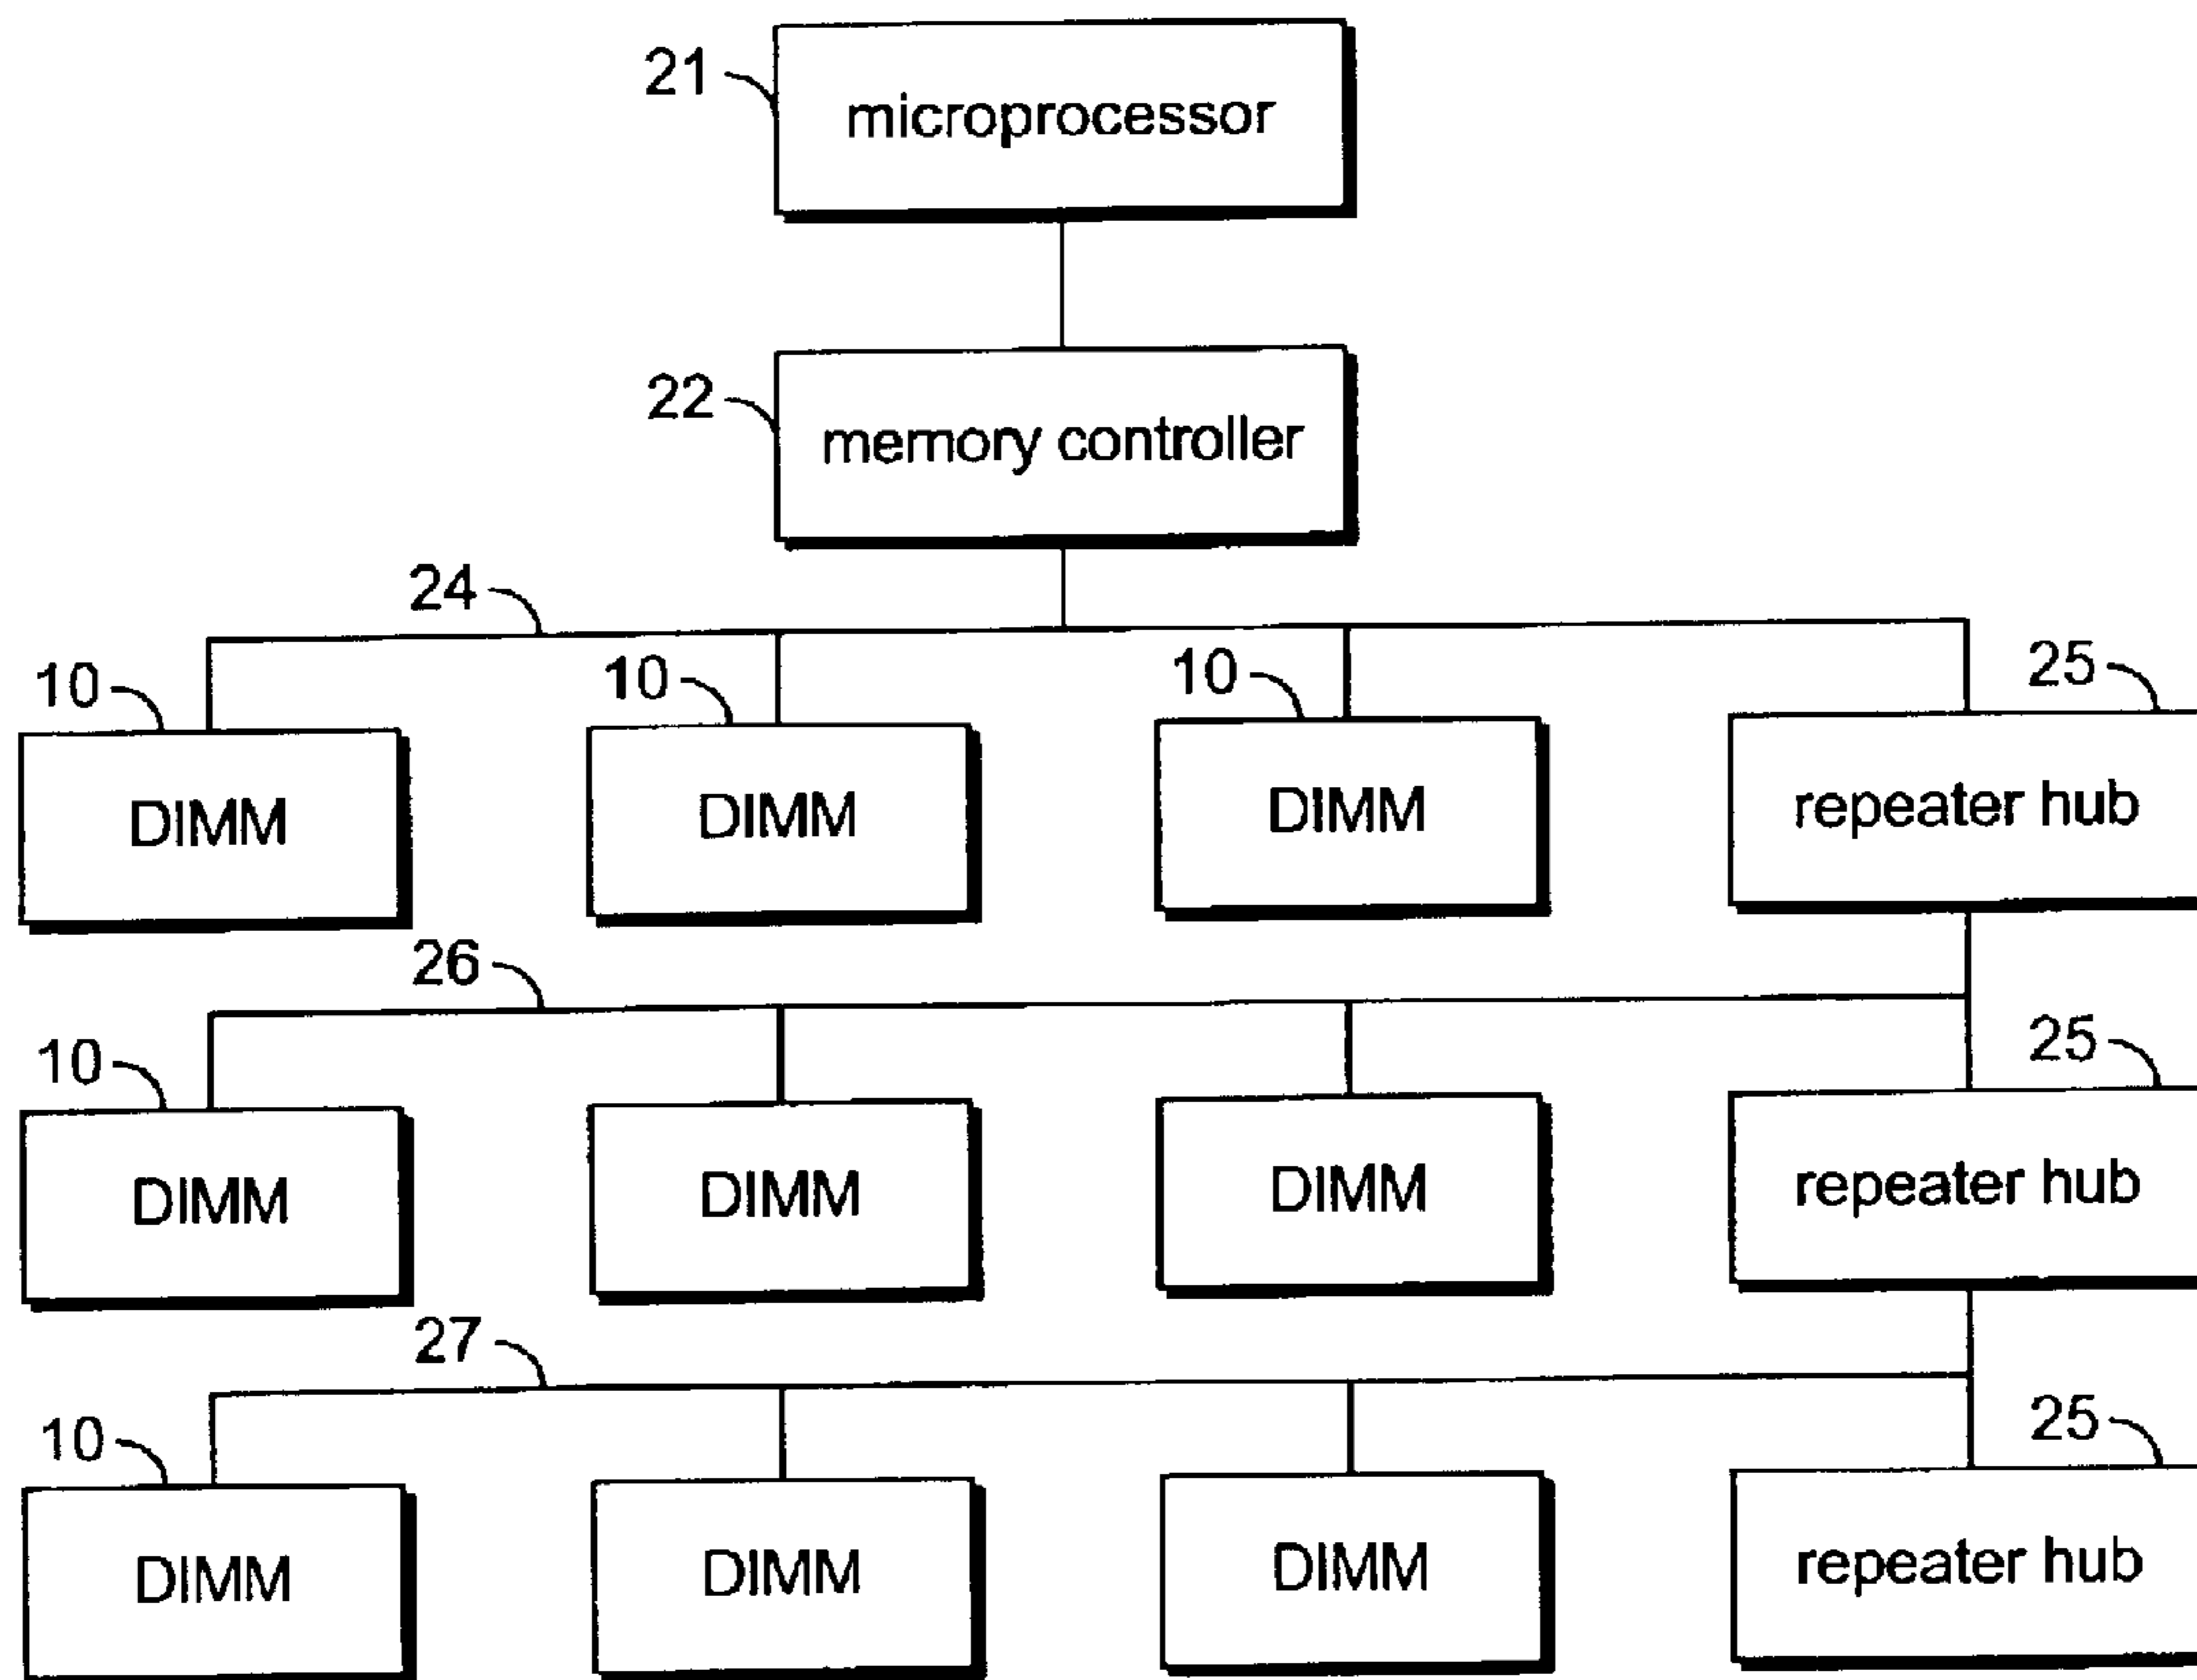 21
microprocessor
22
memory controller
24
10
10
10
25
DIMM
DIMM
DIMM
repeater hub
26
10
25
DIMM
DIMM
DIMM
repeater hub
27
10
25
DIMM
DIMM
DIMM
repeater hub